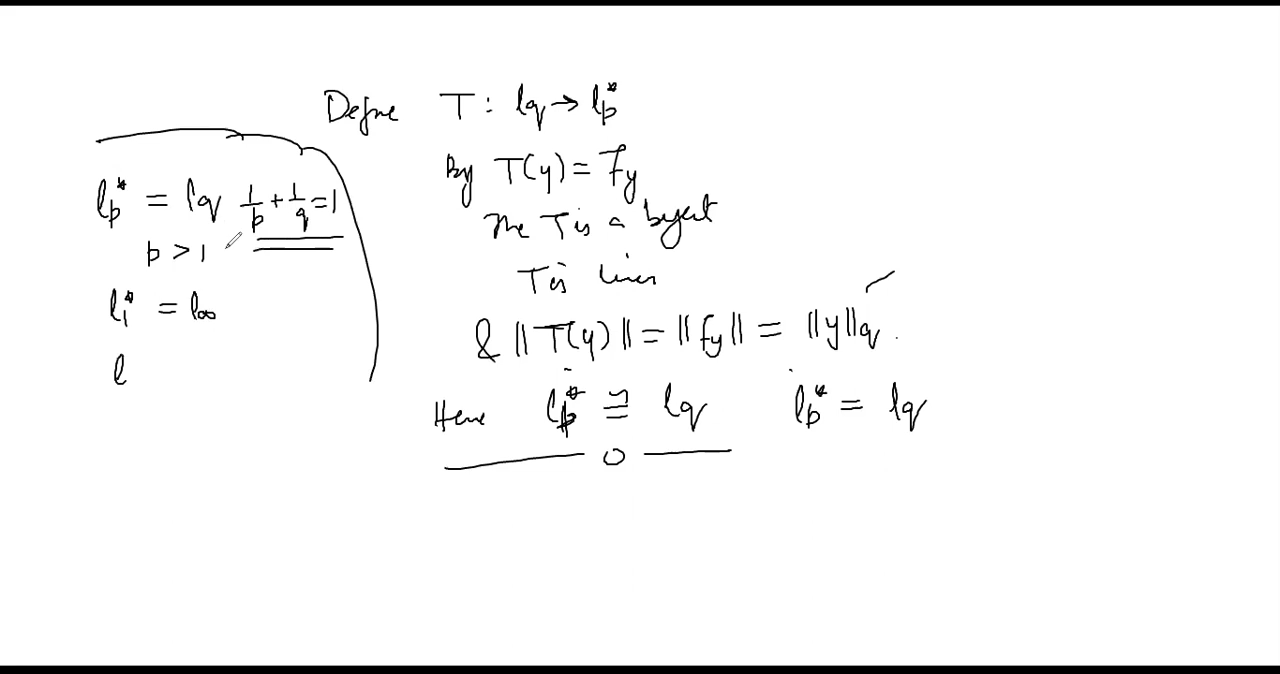 Define T : lq → lp*
By T(y) = Fy
The T is a biject
T is linear
& || T(y) || = || fy || = || y ||q .
Hence lp* ≅ lq lp* = lq
O
lp* = lq 1/p + 1/q = 1
p > 1
l1* = l∞
l